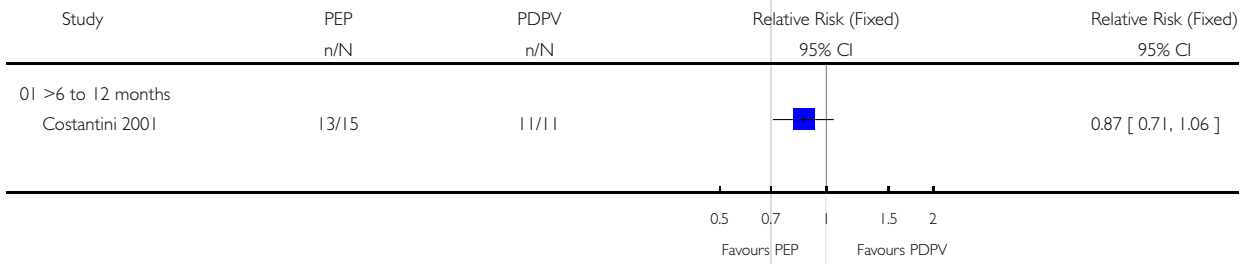 Study PEP PDPV Relative Risk (Fixed) Relative Risk (Fixed)
n/N n/N 95% CI 95% CI
01 >6 to 12 months
Costantini 2001 13/15 11/11 0.87 [ 0.71, 1.06 ]
0.5 0.7 1 1.5 2
Favours PEP Favours PDPV